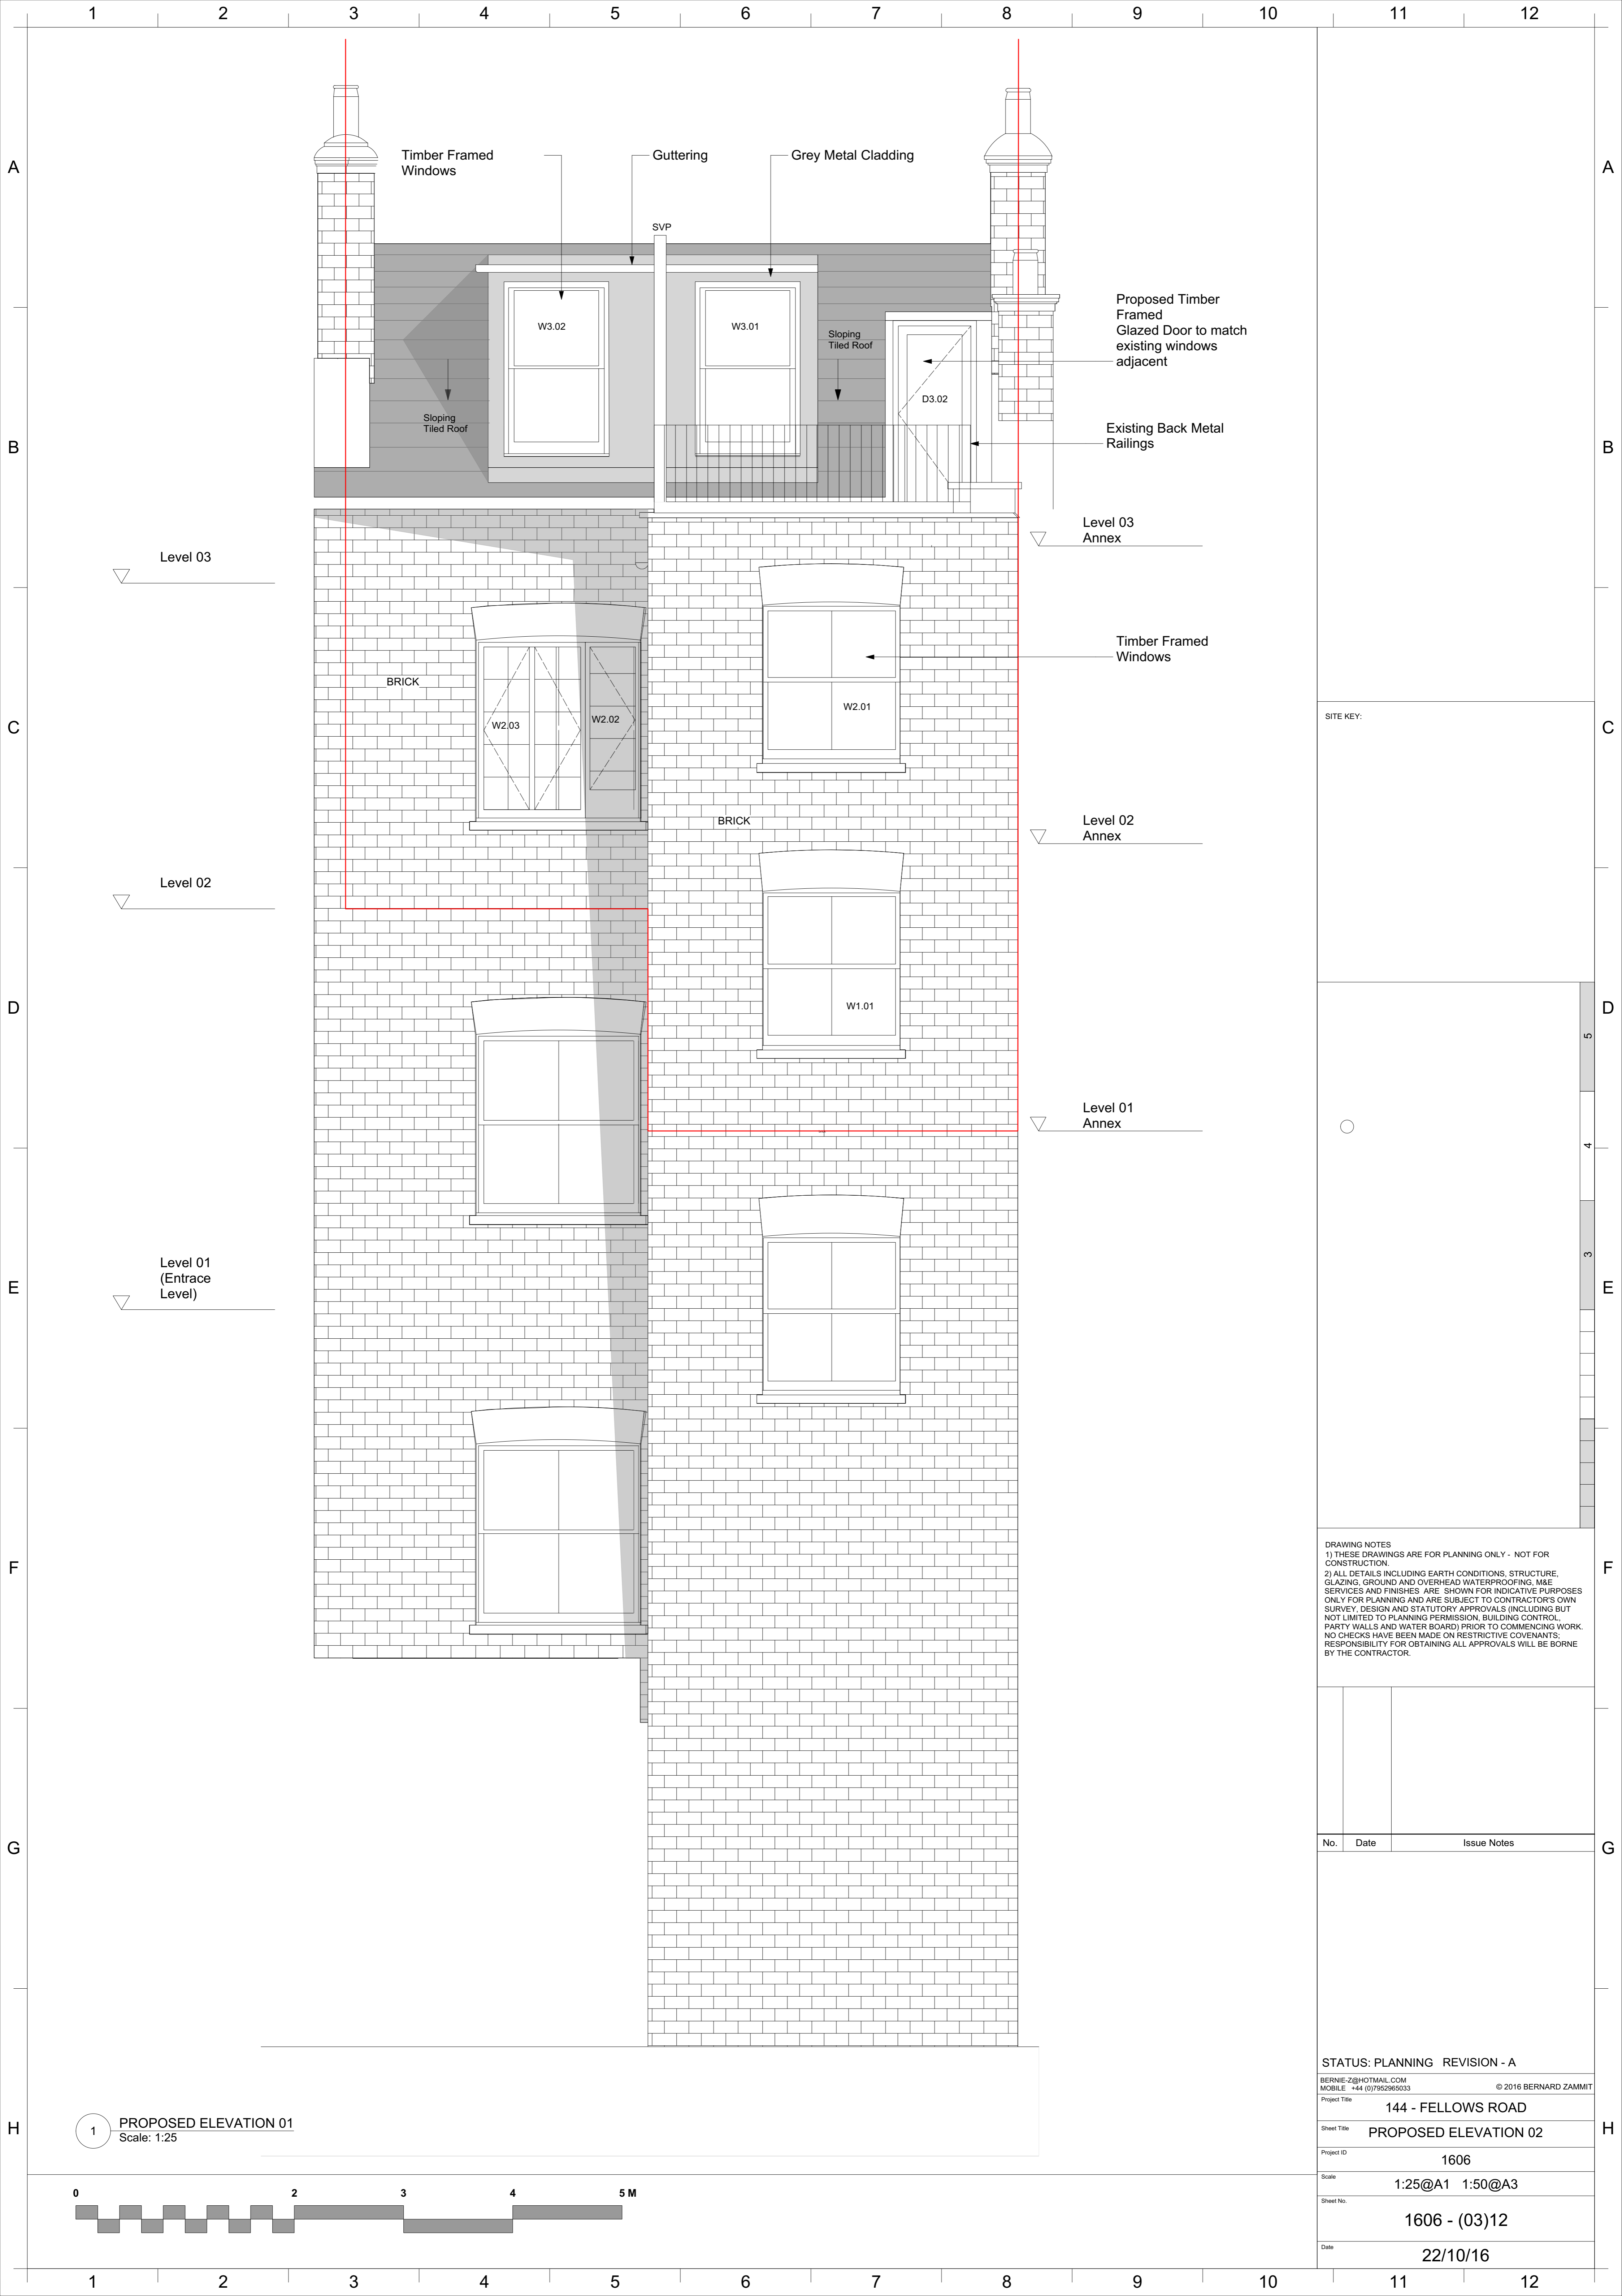 1 2 3 4 5 6 7 8 9 10 11 12
A
A
Timber Framed
Windows
Guttering
Grey Metal Cladding
SVP
W3.02
W3.01
Sloping
Tiled Roof
Sloping
Tiled Roof
D3.02
Proposed Timber
Framed
Glazed Door to match
existing windows
adjacent
Existing Back Metal
Railings
B
B
Level 03
Level 03
Annex
Timber Framed
Windows
BRICK
W2.03
W2.02
W2.01
C
C
SITE KEY:
BRICK
Level 02
Annex
Level 02
W1.01
D
D
5
4
3
Level 01
Annex
Level 01
(Entrace
Level)
E
E
F
F
DRAWING NOTES
1) THESE DRAWINGS ARE FOR PLANNING ONLY - NOT FOR
CONSTRUCTION.
2) ALL DETAILS INCLUDING EARTH CONDITIONS, STRUCTURE,
GLAZING, GROUND AND OVERHEAD WATERPROOFING, M&E
SERVICES AND FINISHES ARE SHOWN FOR INDICATIVE PURPOSES
ONLY FOR PLANNING AND ARE SUBJECT TO CONTRACTOR'S OWN
SURVEY, DESIGN AND STATUTORY APPROVALS (INCLUDING BUT
NOT LIMITED TO PLANNING PERMISSION, BUILDING CONTROL,
PARTY WALLS AND WATER BOARD) PRIOR TO COMMENCING WORK.
NO CHECKS HAVE BEEN MADE ON RESTRICTIVE COVENANTS;
RESPONSIBILITY FOR OBTAINING ALL APPROVALS WILL BE BORNE
BY THE CONTRACTOR.
G
G
No. Date Issue Notes
STATUS: PLANNING REVISION - A
BERNIE-Z@HOTMAIL.COM
MOBILE +44 (0)7952965033
© 2016 BERNARD ZAMMIT
Project Title
144 - FELLOWS ROAD
Sheet Title
PROPOSED ELEVATION 02
Project ID
1606
Scale
1:25@A1 1:50@A3
Sheet No.
1606 - (03)12
Date
22/10/16
H
H
1
PROPOSED ELEVATION 01
Scale: 1:25
0 2 3 4 5 M
1 2 3 4 5 6 7 8 9 10 11 12